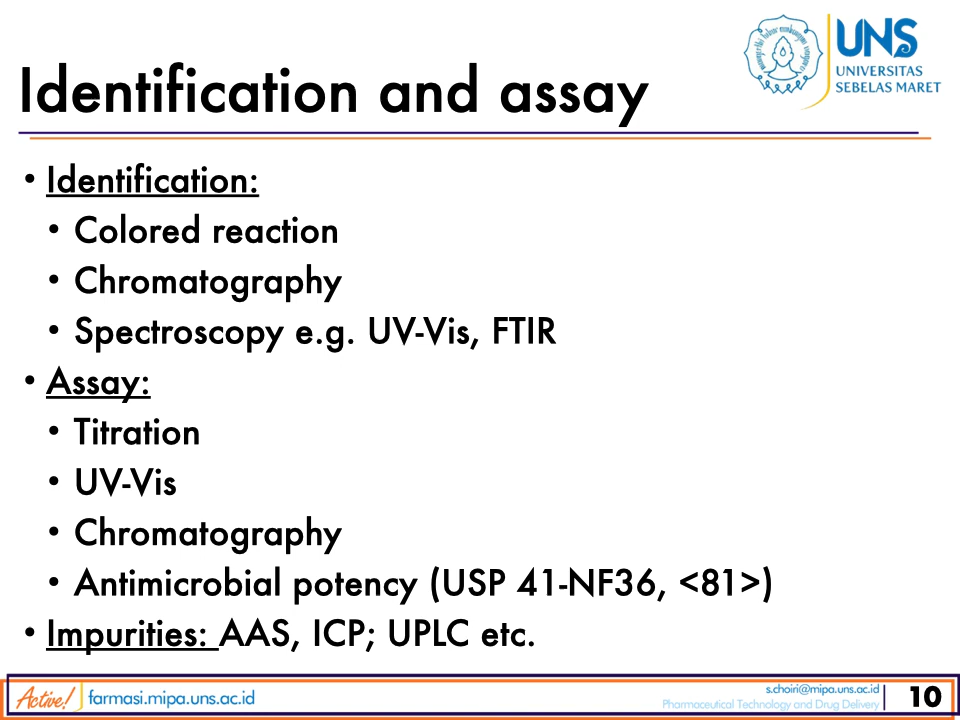 UNS
UNIVERSITAS
SEBELAS MARET
Identification and assay
• Identification:
• Colored reaction
• Chromatography
• Spectroscopy e.g. UV-Vis, FTIR
• Assay:
• Titration
• UV-Vis
• Chromatography
• Antimicrobial potency (USP 41-NF36, <81>)
• Impurities: AAS, ICP; UPLC etc.
Active! farmasi.mipa.uns.ac.id
s.choiri@mipa.uns.ac.id
Pharmaceutical Technology and Drug Delivery
10